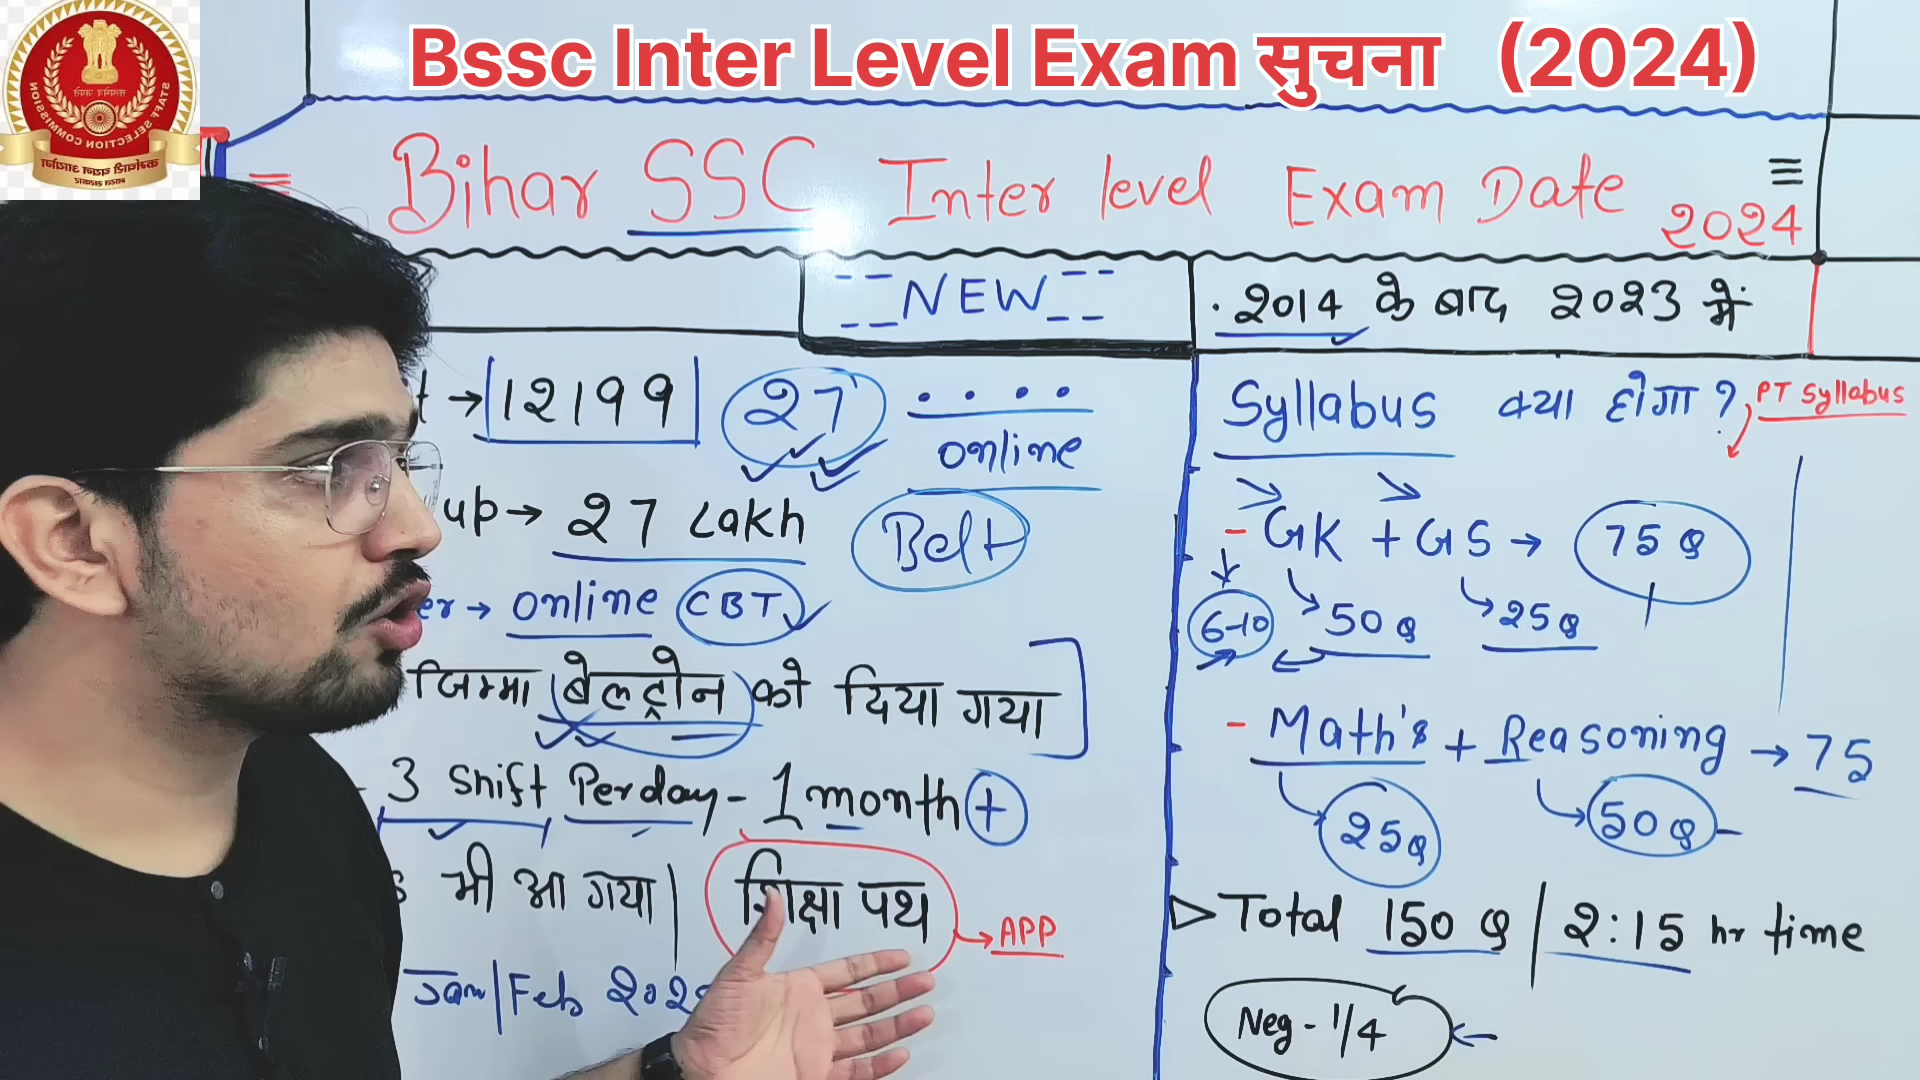 Bssc Inter Level Exam सुचना (2024)
= Bihar SSC Inter level Exam Date 2024
NEW
2014 के बाद 2023 में
→ 12199 27 .... online
Syllabus क्या होगा ? PT Syllabus
up → 27 Lakh Belt
- GK + GS → 75 Q
6-10 50 Q 25 Q
er → online CBT
जिम्मा बेलट्रोन को दिया गया
- Math's + Reasoning → 75
25 Q 50 Q
- 3 Shift Per day - 1 month +
भी आ गया | शिक्षा पथ → APP
Total 150 Q | 2:15 hr time
Jan | Feb
Neg - 1/4